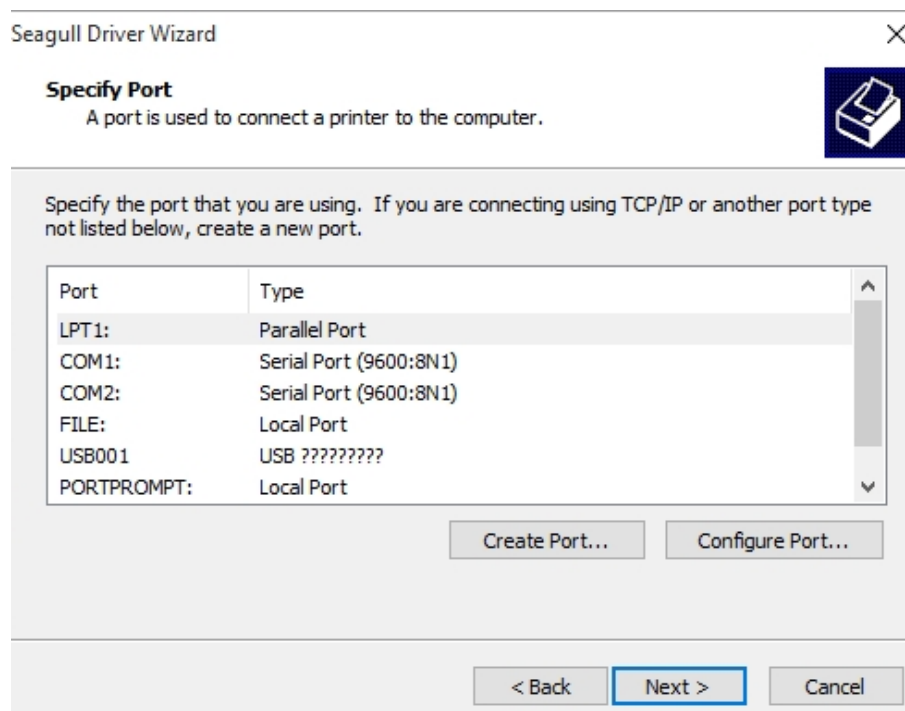 Seagull Driver Wizard
Specify Port
A port is used to connect a printer to the computer.
Specify the port that you are using.  If you are connecting using TCP/IP or another port type
not listed below, create a new port.
Port Type
LPT1: Parallel Port
COM1: Serial Port (9600:8N1)
COM2: Serial Port (9600:8N1)
FILE: Local Port
USB001 USB ?????????
PORTPROMPT: Local Port
Create Port... Configure Port...
< Back Next > Cancel